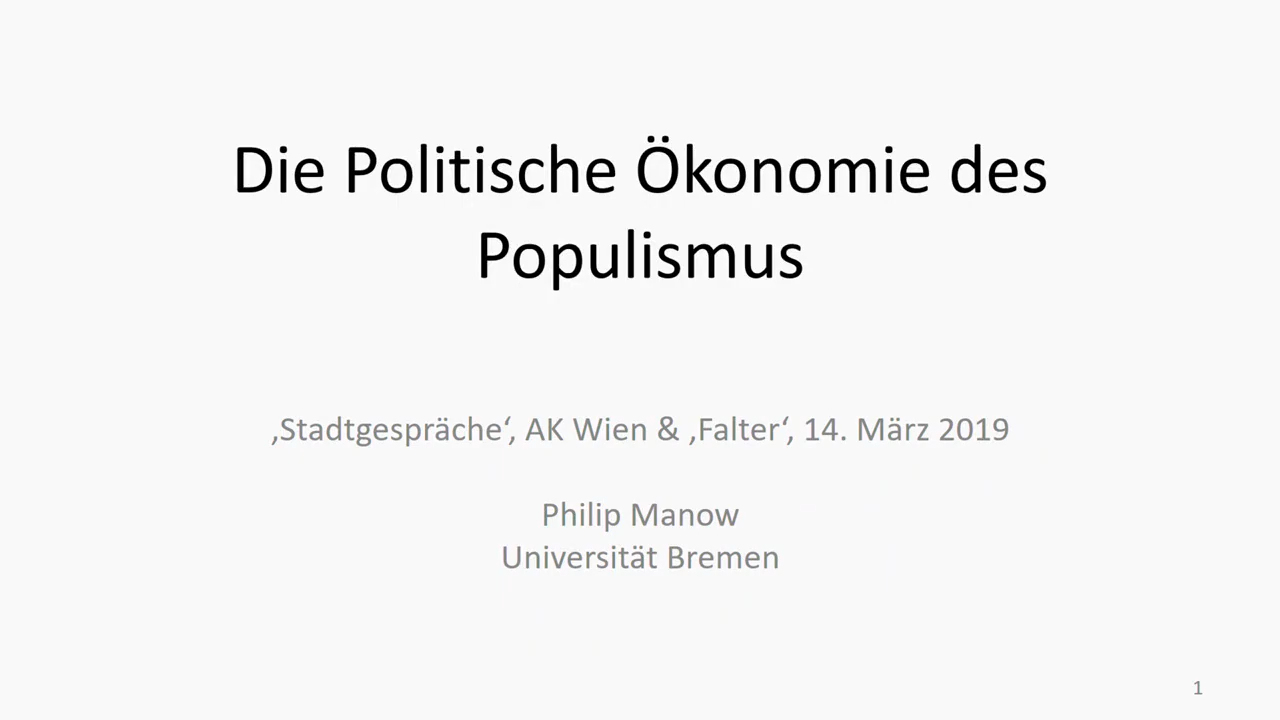 Die Politische Ökonomie des
Populismus
‚Stadtgespräche‘, AK Wien & ‚Falter‘, 14. März 2019
Philip Manow
Universität Bremen
1